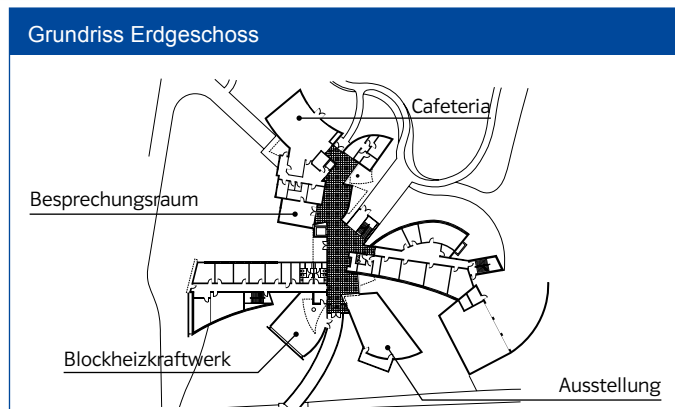 Grundriss Erdgeschoss
Cafeteria
Besprechungsraum
Blockheizkraftwerk
Ausstellung